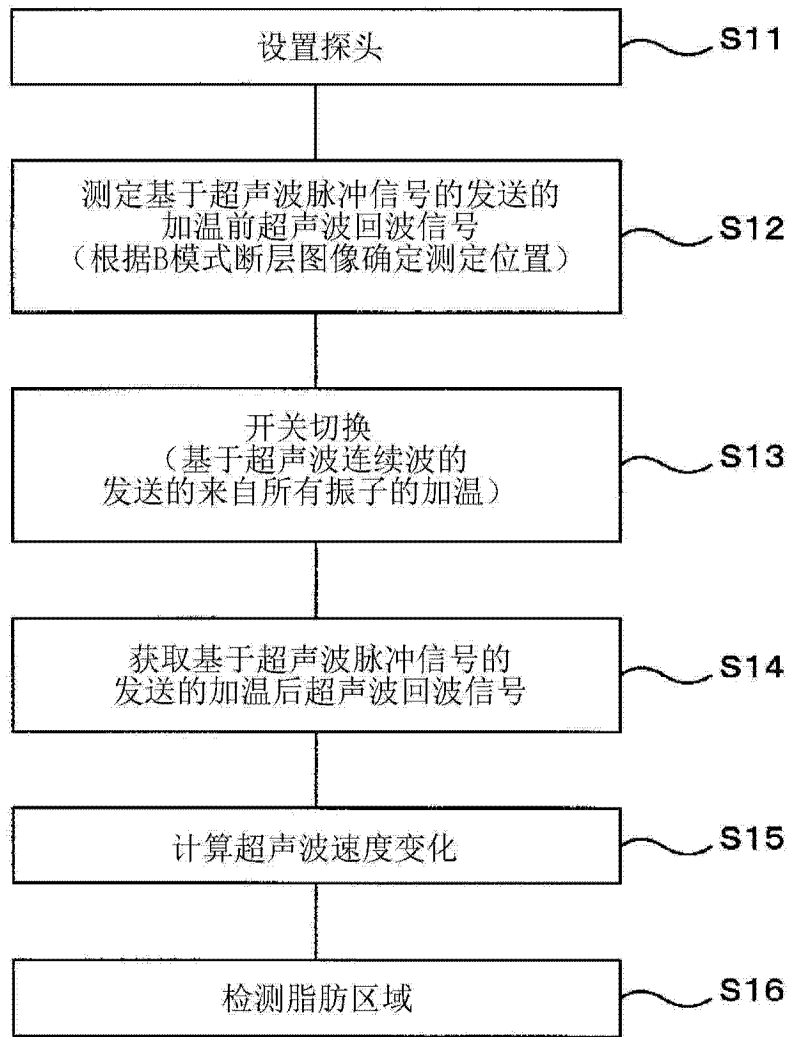 设置探头
S11
测定基于超声波脉冲信号的发送的
加温前超声波回波信号
（根据B模式断层图像确定测定位置）
S12
开关切换
（基于超声波连续波的
发送的来自所有振子的加温）
S13
获取基于超声波脉冲信号的
发送的加温后超声波回波信号
S14
计算超声波速度变化
S15
检测脂肪区域
S16